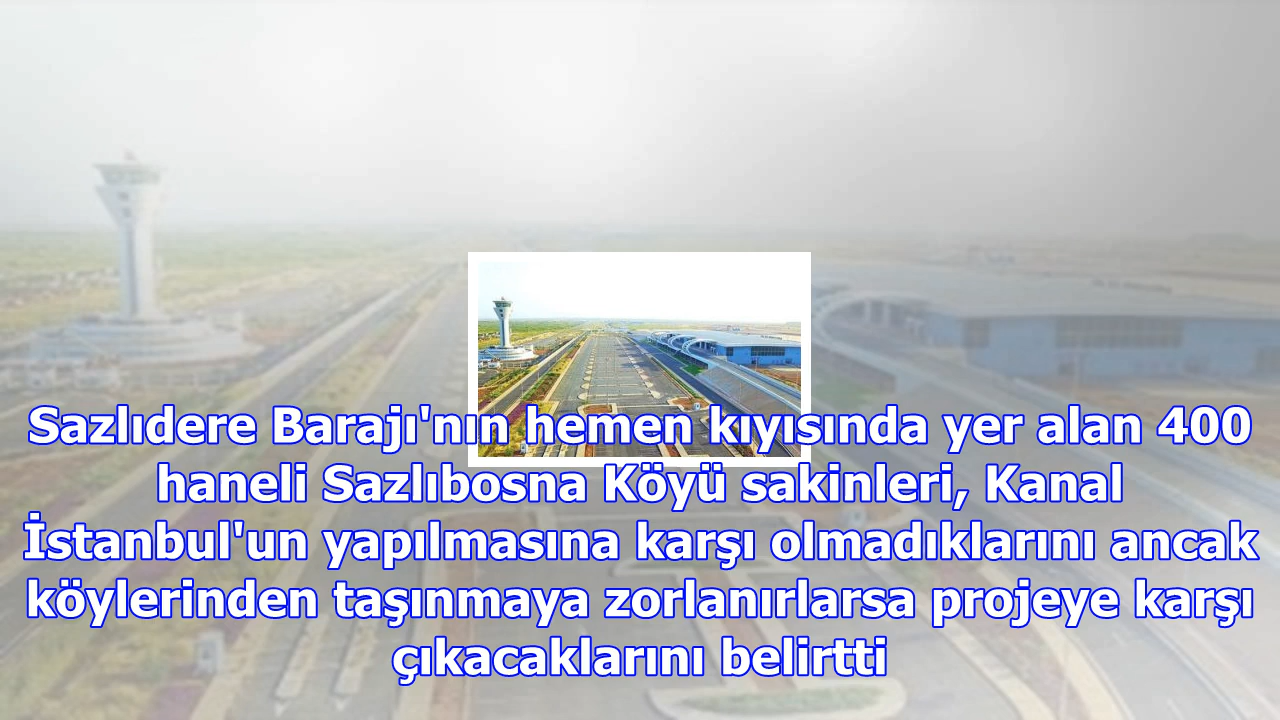 Sazlıdere Barajı'nın hemen kıyısında yer alan 400
haneli Sazlıbosna Köyü sakinleri, Kanal
İstanbul'un yapılmasına karşı olmadıklarını ancak
köylerinden taşınmaya zorlanırlarsa projeye karşı
çıkacaklarını belirtti